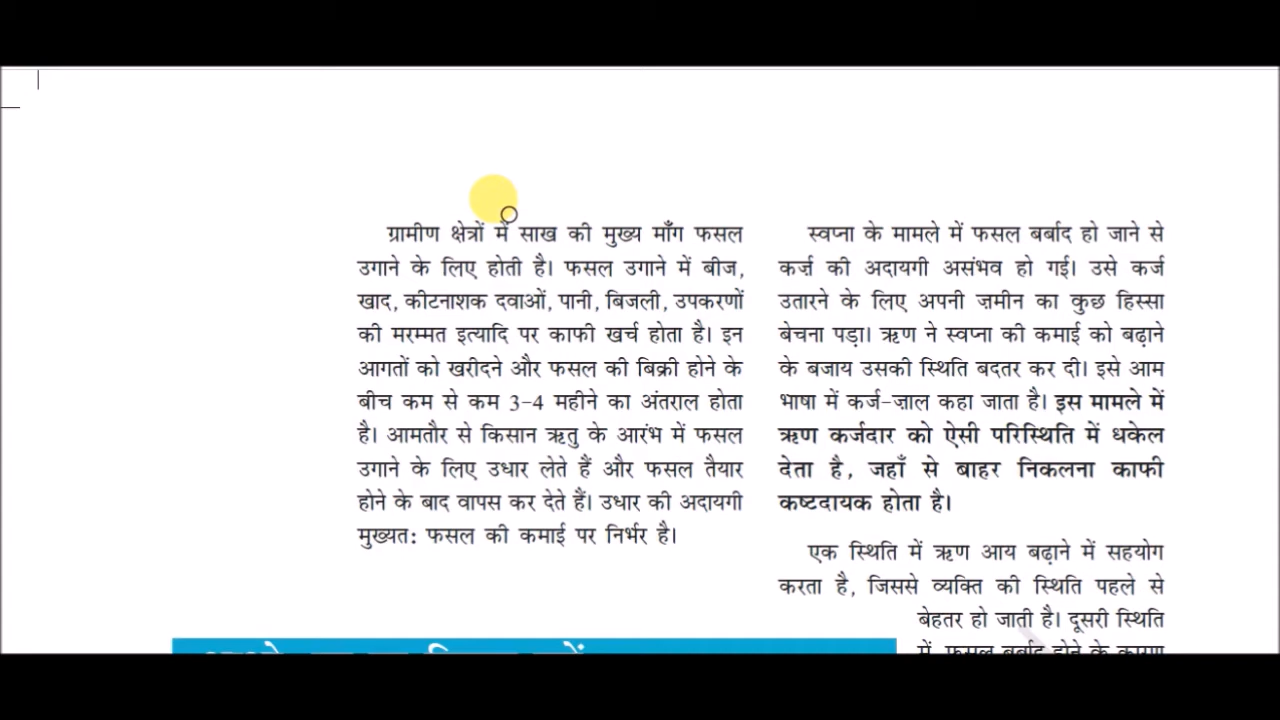 ग्रामीण क्षेत्रों में साख की मुख्य माँग फसल
उगाने के लिए होती है। फसल उगाने में बीज,
खाद, कीटनाशक दवाओं, पानी, बिजली, उपकरणों
की मरम्मत इत्यादि पर काफी खर्च होता है। इन
आगतों को खरीदने और फसल की बिक्री होने के
बीच कम से कम 3-4 महीने का अंतराल होता
है। आमतौर से किसान ऋतु के आरंभ में फसल
उगाने के लिए उधार लेते हैं और फसल तैयार
होने के बाद वापस कर देते हैं। उधार की अदायगी
मुख्यतः फसल की कमाई पर निर्भर है।
स्वप्ना के मामले में फसल बर्बाद हो जाने से
कर्ज़ की अदायगी असंभव हो गई। उसे कर्ज
उतारने के लिए अपनी ज़मीन का कुछ हिस्सा
बेचना पड़ा। ऋण ने स्वप्ना की कमाई को बढ़ाने
के बजाय उसकी स्थिति बदतर कर दी। इसे आम
भाषा में कर्ज-ज़ाल कहा जाता है। इस मामले में
ऋण कर्जदार को ऐसी परिस्थिति में धकेल
देता है, जहाँ से बाहर निकलना काफी
कष्टदायक होता है।
एक स्थिति में ऋण आय बढ़ाने में सहयोग
करता है, जिससे व्यक्ति की स्थिति पहले से
बेहतर हो जाती है। दूसरी स्थिति
में, फसल बर्बाद होने के कारण